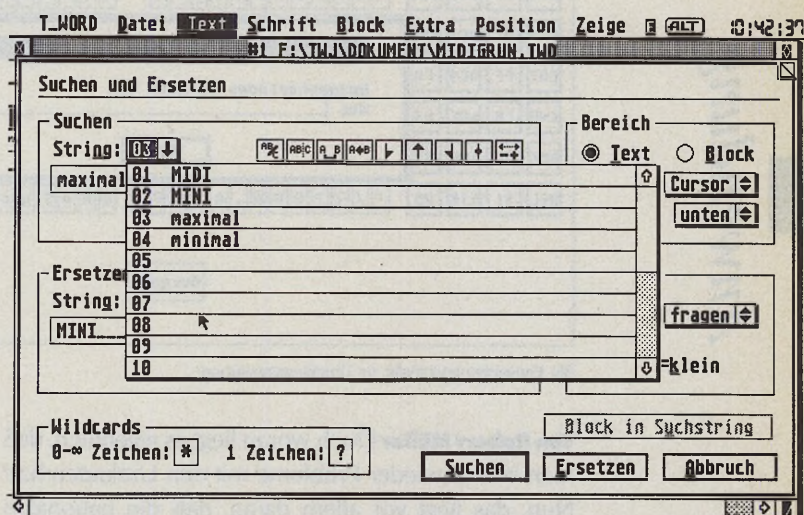 T_WORD Datei Text Schrift Block Extra Position Zeige ALT 10:42:37
#1 F:\TWJ\DOKUMENT\MIDIGRUN.TWD
Suchen und Ersetzen
Suchen
Bereich
String: 03
Text
Block
maximal
Cursor
unten
01 MIDI
02 MINI
03 maximal
04 minimal
05
06
07
08
09
10
Ersetzen
String:
MINI
fragen
=klein
Wildcards
0-∞ Zeichen: * 1 Zeichen: ?
Block in Suchstring
Suchen Ersetzen Abbruch